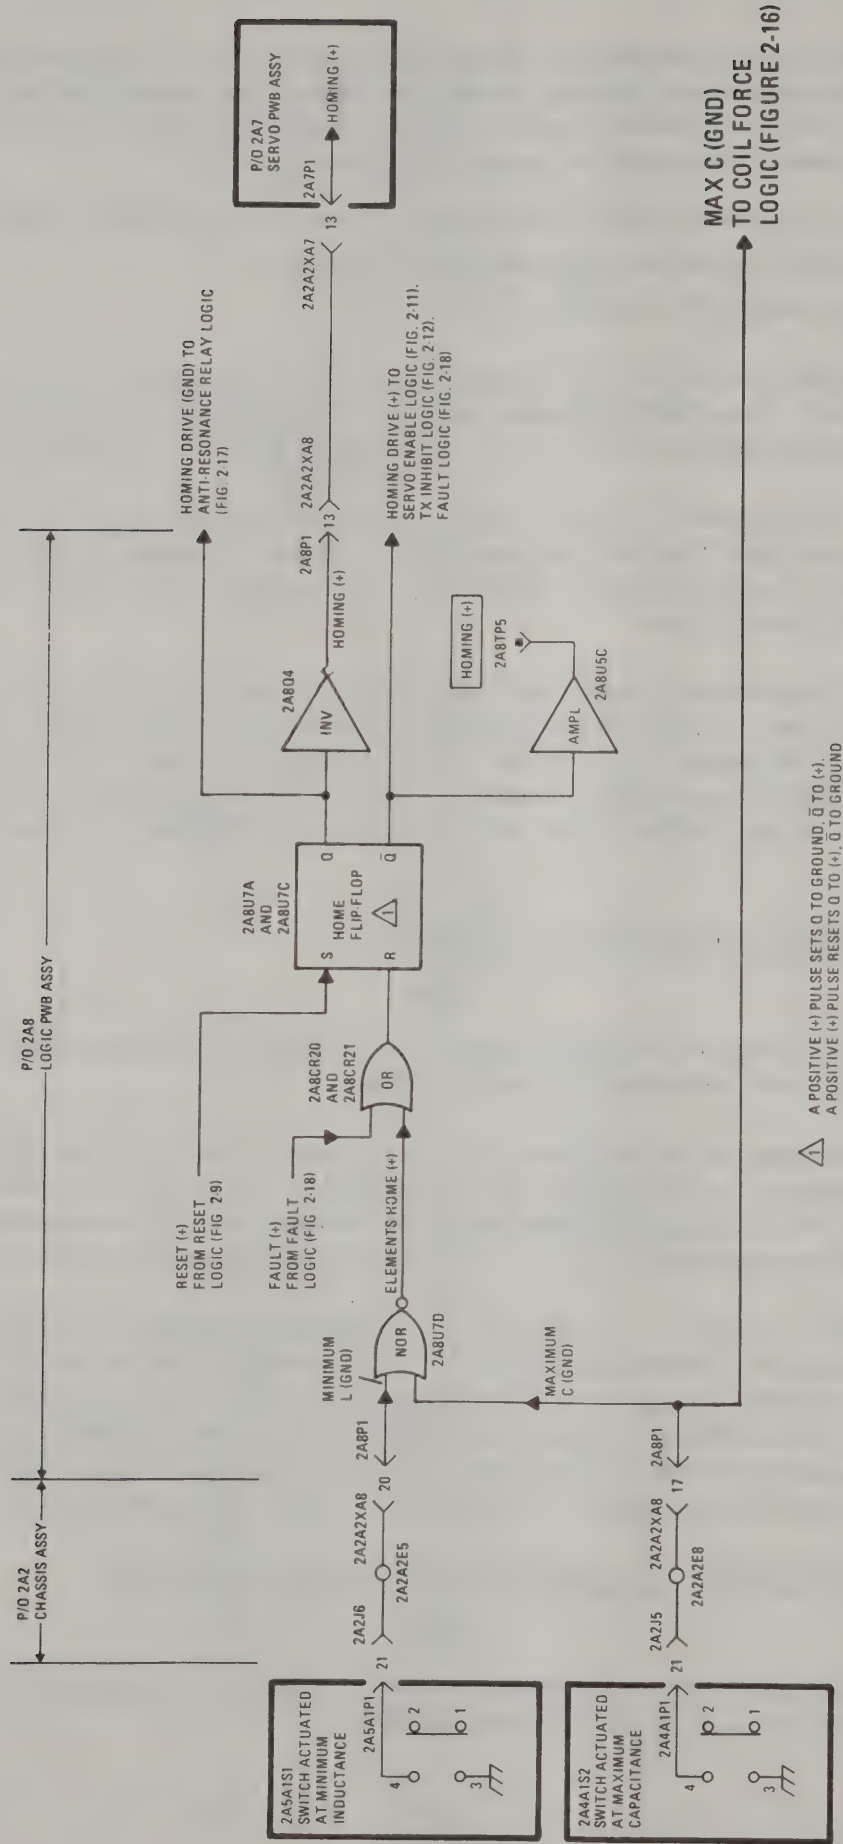 P/O 2A2
CHASSIS ASSY
P/O 2A8
LOGIC PWB ASSY
2A5A1S1
SWITCH ACTUATED
AT MINIMUM
INDUCTANCE
2A5A1P1
4
2
3
1
21
2A2J6
2A2A2E5
2A2A2XA8
20
2A8P1
MINIMUM
L (GND)
NOR
2A8U7D
ELEMENTS HOME (+)
MAXIMUM
C (GND)
2A4A1S2
SWITCH ACTUATED
AT MAXIMUM
CAPACITANCE
2A4A1P1
4
2
3
1
21
2A2J5
2A2A2E8
2A2A2XA8
17
2A8P1
RESET (+)
FROM RESET
LOGIC (FIG 2-9)
FAULT (+)
FROM FAULT
LOGIC (FIG 2-18)
2A8CR20
AND
2A8CR21
OR
2A8U7A
AND
2A8U7C
S
Q
HOME
FLIP-FLOP
1
R
Q̄
2A8Q4
INV
HOMING (+)
2A8P1
13
2A2A2XA8
2A2A2XA7
13
P/O 2A7
SERVO PWB ASSY
2A7P1
HOMING (+)
HOMING DRIVE (GND) TO
ANTI-RESONANCE RELAY LOGIC
(FIG. 2-17)
HOMING DRIVE (+) TO
SERVO ENABLE LOGIC (FIG. 2-11).
TX INHIBIT LOGIC (FIG. 2-12).
FAULT LOGIC (FIG. 2-18)
HOMING (+)
2A8TP5
AMPL
2A8U5C
MAX C (GND)
TO COIL FORCE
LOGIC (FIGURE 2-16)
1
A POSITIVE (+) PULSE SETS Q TO GROUND, Q̄ TO (+).
A POSITIVE (+) PULSE RESETS Q TO (+), Q̄ TO GROUND